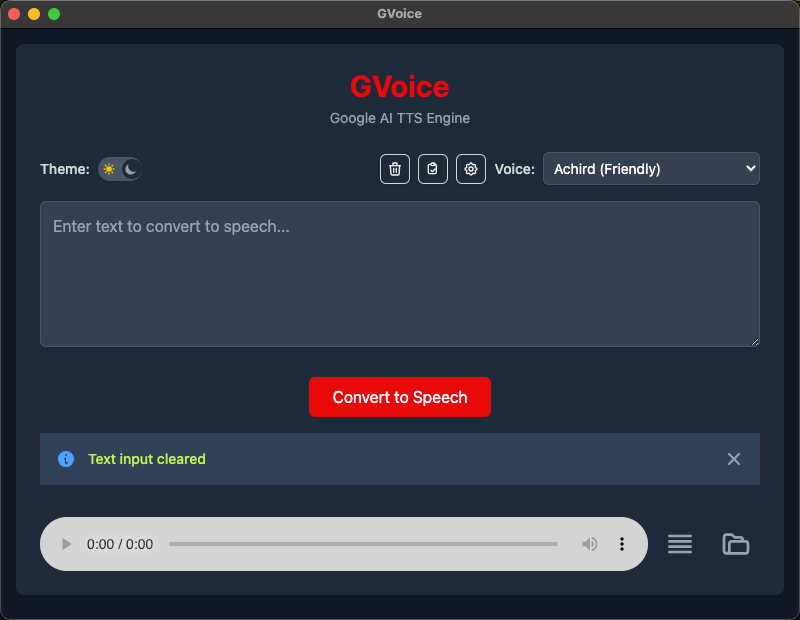 GVoice
GVoice
Google AI TTS Engine
Theme: Voice: Achird (Friendly)
Enter text to convert to speech...
Convert to Speech
Text input cleared
0:00 / 0:00